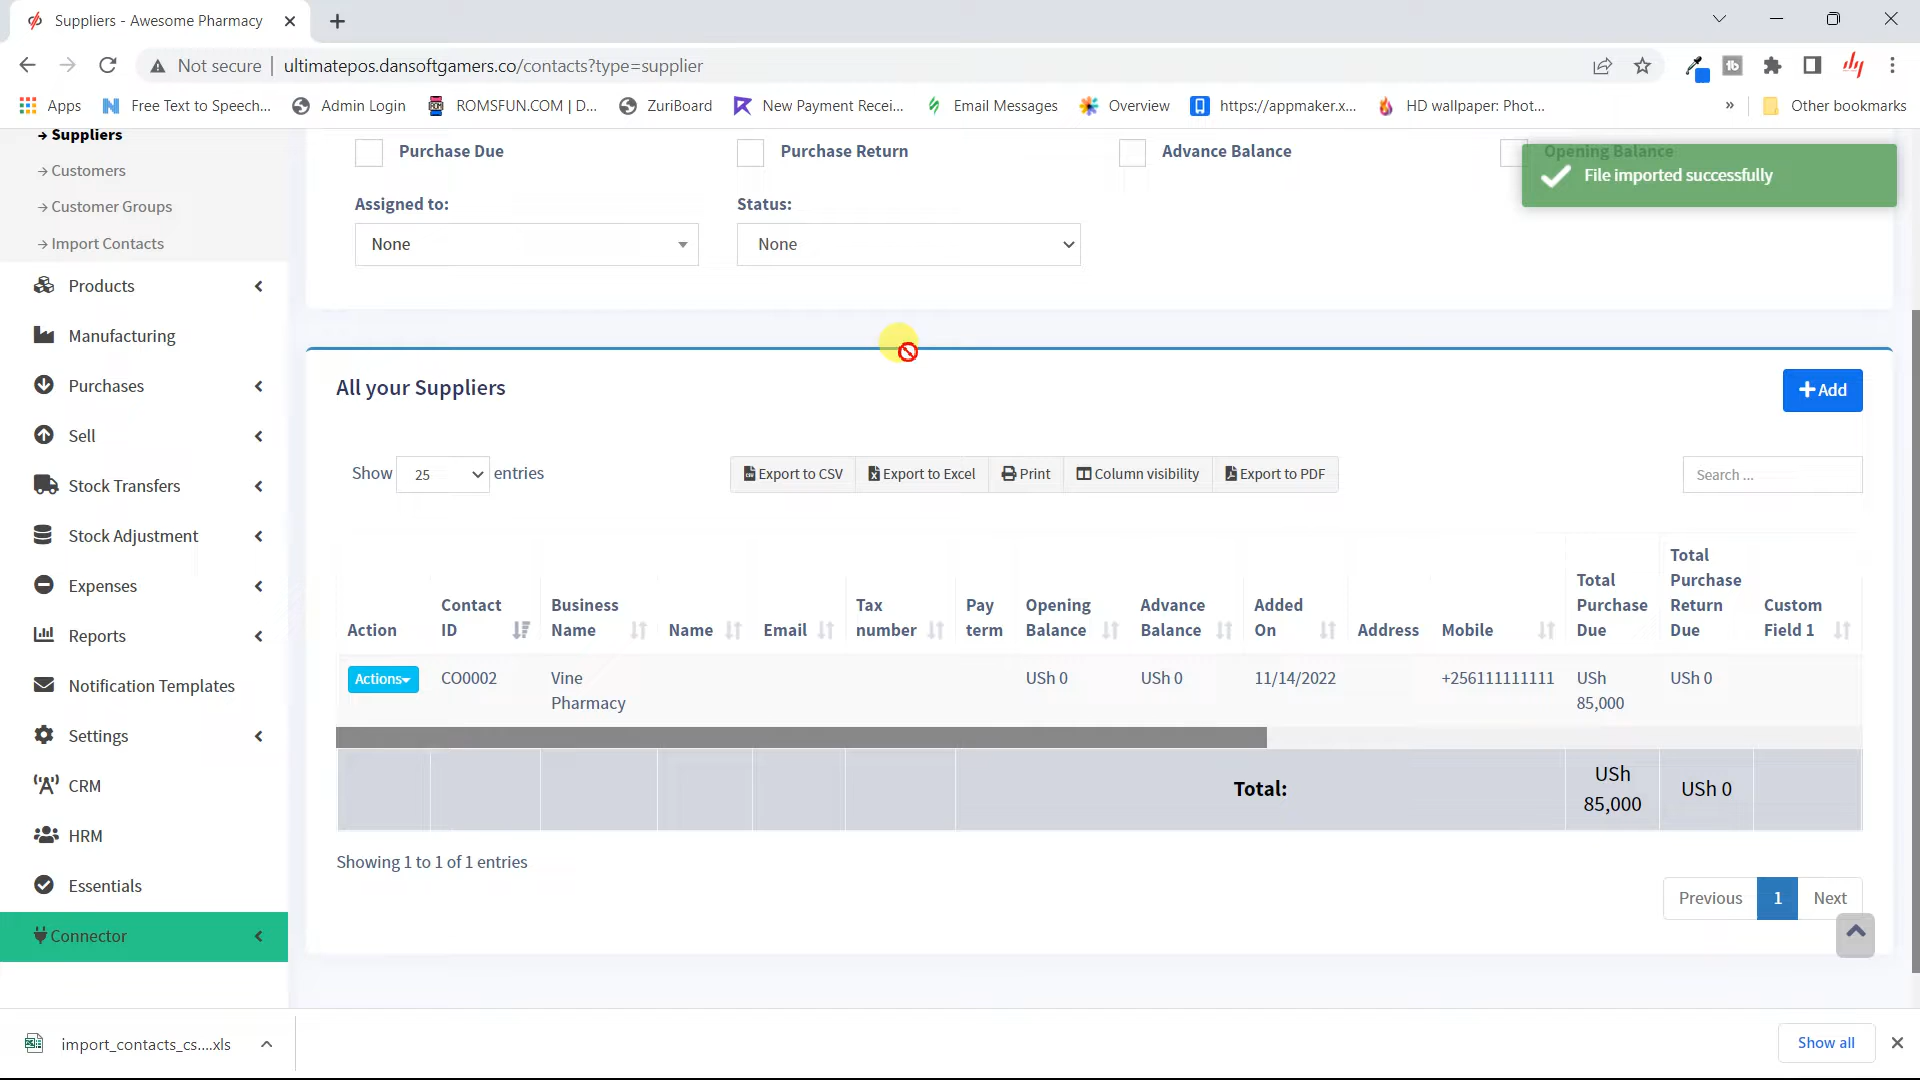 Suppliers - Awesome Pharmacy
Not secure
ultimatepos.dansoftgamers.co/contacts?type=supplier
Apps
Free Text to Speech...
Admin Login
ROMSFUN.COM | D...
ZuriBoard
New Payment Recei...
Email Messages
Overview
https://appmaker.x...
HD wallpaper: Phot...
»
Other bookmarks
Suppliers
Customers
Customer Groups
Import Contacts
Products
Manufacturing
Purchases
Sell
Stock Transfers
Stock Adjustment
Expenses
Reports
Notification Templates
Settings
CRM
HRM
Essentials
Connector
Purchase Due
Purchase Return
Advance Balance
Opening Balance
File imported successfully
Assigned to:
None
Status:
None
All your Suppliers
Add
Show 25 entries
Export to CSV
Export to Excel
Print
Column visibility
Export to PDF
Search ...
Action
Contact
ID
Business
Name
Name
Email
Tax
number
Pay
term
Opening
Balance
Advance
Balance
Added
On
Address
Mobile
Total
Purchase
Due
Total
Purchase
Return
Due
Custom
Field 1
Actions
CO0002
Vine
Pharmacy
USh 0
USh 0
11/14/2022
+256111111111
USh
85,000
USh 0
Total:
USh
85,000
USh 0
Showing 1 to 1 of 1 entries
Previous
1
Next
import_contacts_cs....xls
Show all